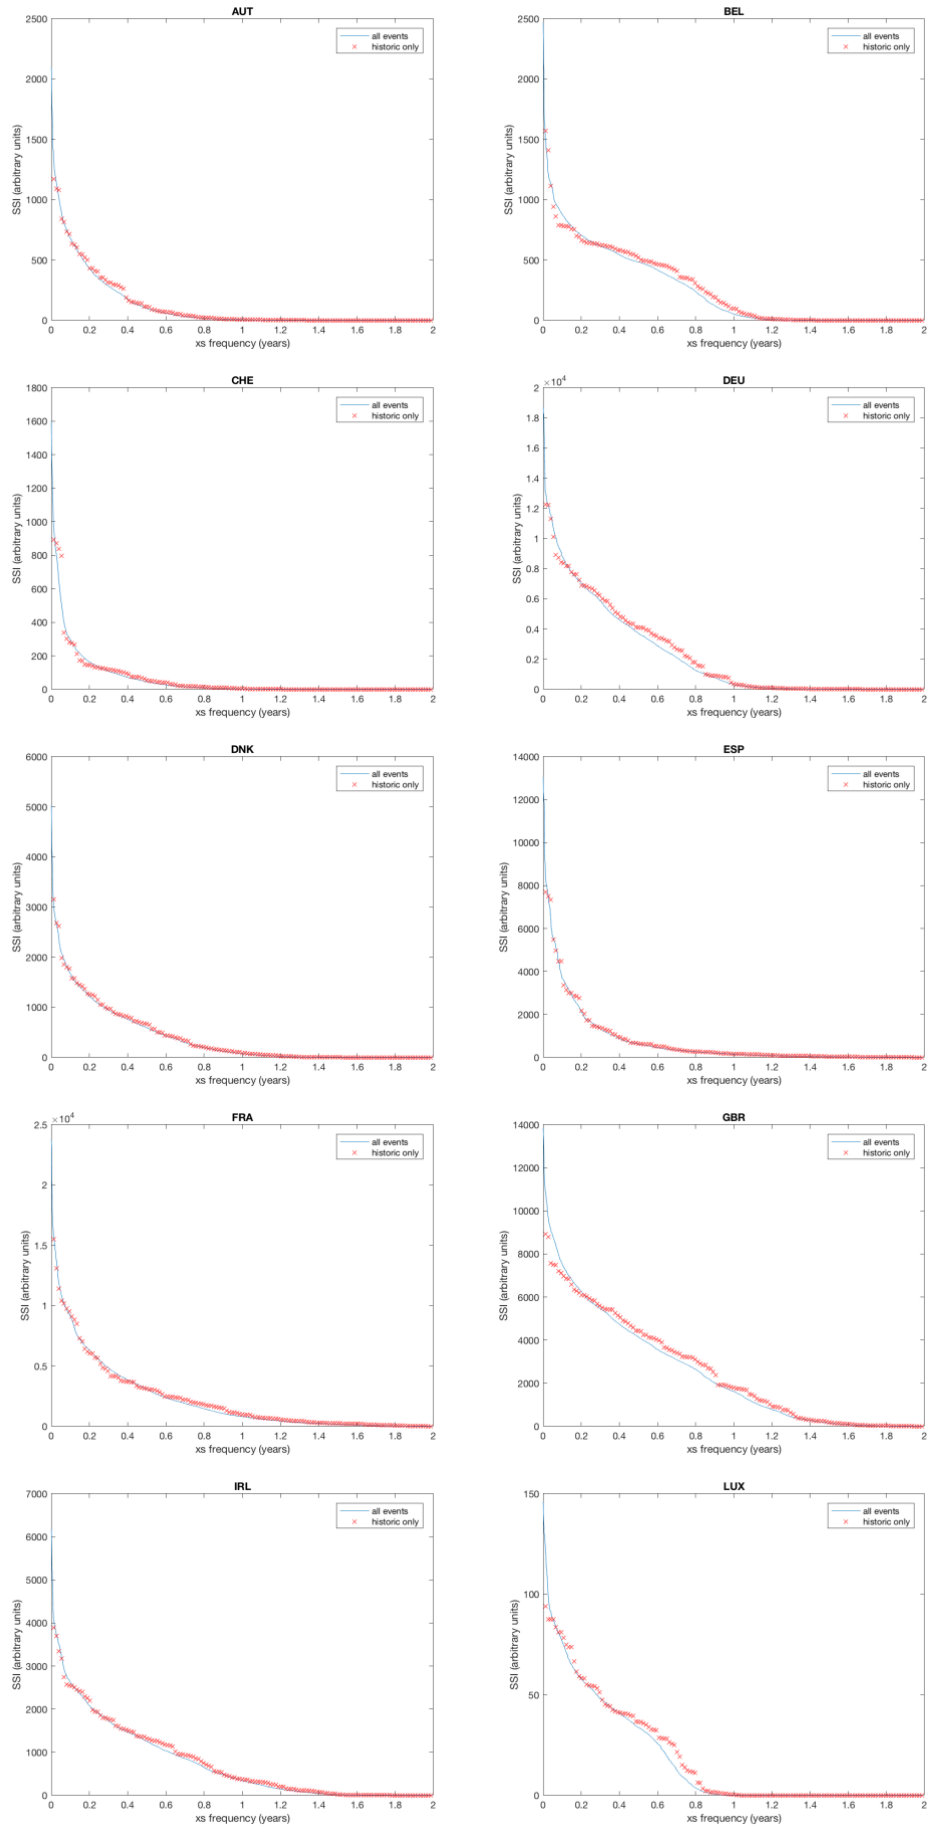 AUT
2500
2000
1500
1000
500
0
SSI (arbitrary units)
all events
historic only
0 0.2 0.4 0.6 0.8 1 1.2 1.4 1.6 1.8 2
xs frequency (years)
BEL
2500
2000
1500
1000
500
0
SSI (arbitrary units)
all events
historic only
0 0.2 0.4 0.6 0.8 1 1.2 1.4 1.6 1.8 2
xs frequency (years)
CHE
1800
1600
1400
1200
1000
800
600
400
200
0
SSI (arbitrary units)
all events
historic only
0 0.2 0.4 0.6 0.8 1 1.2 1.4 1.6 1.8 2
xs frequency (years)
DEU
×10⁴
2
1.8
1.6
1.4
1.2
1
0.8
0.6
0.4
0.2
0
SSI (arbitrary units)
all events
historic only
0 0.2 0.4 0.6 0.8 1 1.2 1.4 1.6 1.8 2
xs frequency (years)
DNK
6000
5000
4000
3000
2000
1000
0
SSI (arbitrary units)
all events
historic only
0 0.2 0.4 0.6 0.8 1 1.2 1.4 1.6 1.8 2
xs frequency (years)
ESP
14000
12000
10000
8000
6000
4000
2000
0
SSI (arbitrary units)
all events
historic only
0 0.2 0.4 0.6 0.8 1 1.2 1.4 1.6 1.8 2
xs frequency (years)
FRA
×10⁴
2.5
2
1.5
1
0.5
0
SSI (arbitrary units)
all events
historic only
0 0.2 0.4 0.6 0.8 1 1.2 1.4 1.6 1.8 2
xs frequency (years)
GBR
14000
12000
10000
8000
6000
4000
2000
0
SSI (arbitrary units)
all events
historic only
0 0.2 0.4 0.6 0.8 1 1.2 1.4 1.6 1.8 2
xs frequency (years)
IRL
7000
6000
5000
4000
3000
2000
1000
0
SSI (arbitrary units)
all events
historic only
0 0.2 0.4 0.6 0.8 1 1.2 1.4 1.6 1.8 2
xs frequency (years)
LUX
150
100
50
0
SSI (arbitrary units)
all events
historic only
0 0.2 0.4 0.6 0.8 1 1.2 1.4 1.6 1.8 2
xs frequency (years)